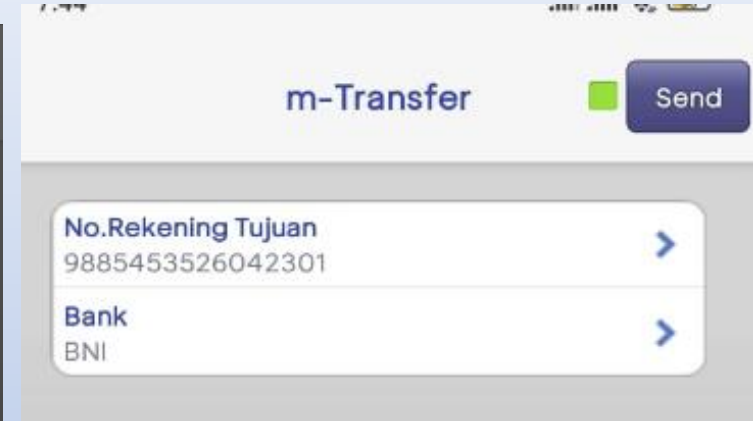 m-Transfer
Send
No.Rekening Tujuan
9885453526042301
Bank
BNI